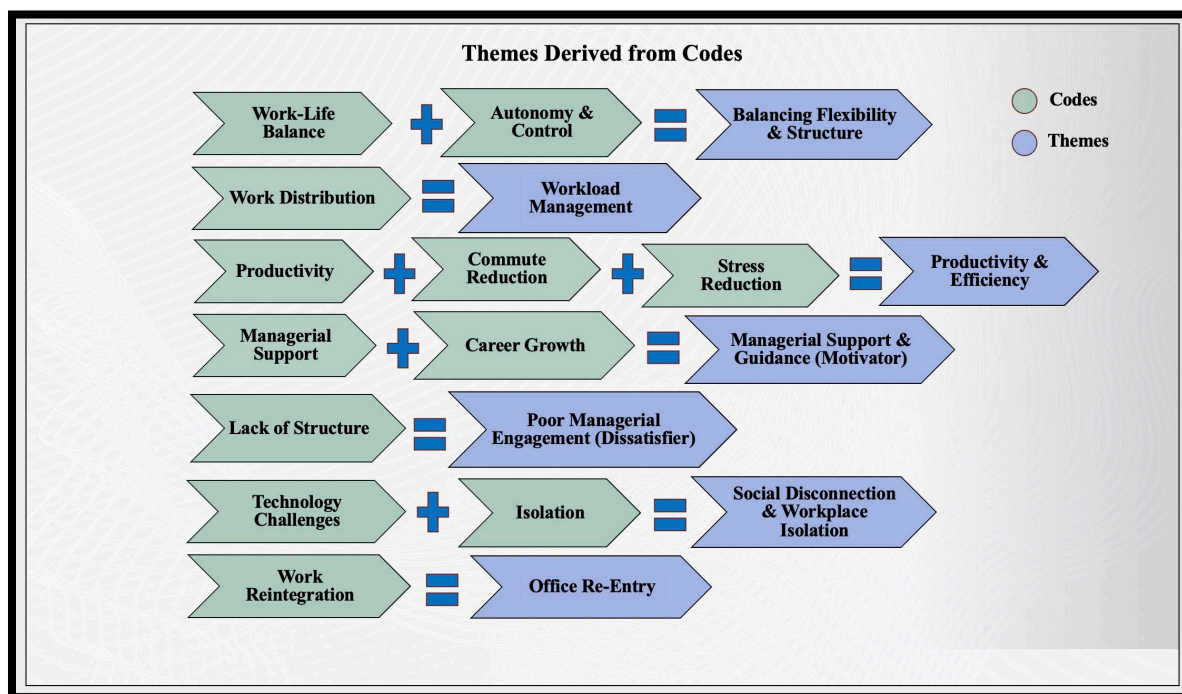 Themes Derived from Codes
Work-Life
Balance
Autonomy &
Control
Balancing Flexibility
& Structure
Codes
Themes
Work Distribution
Workload
Management
Productivity
Commute
Reduction
Stress
Reduction
Productivity &
Efficiency
Managerial
Support
Career Growth
Managerial Support &
Guidance (Motivator)
Lack of Structure
Poor Managerial
Engagement (Dissatisfier)
Technology
Challenges
Isolation
Social Disconnection
& Workplace
Isolation
Work
Reintegration
Office Re-Entry